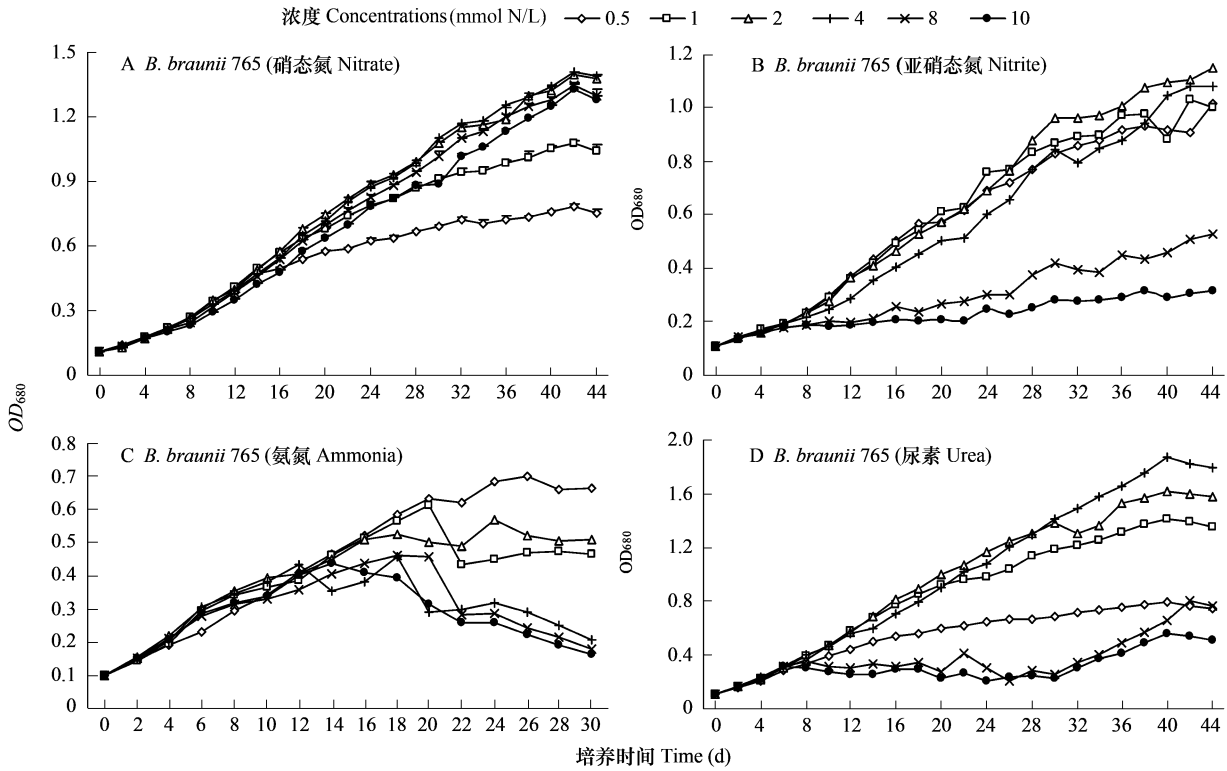 浓度 Concentrations (mmol N/L) 0.5 1 2 4 8 10
A B. braunii 765 (硝态氮 Nitrate)
1.5
1.2
0.9
0.6
0.3
0
0 4 8 12 16 20 24 28 32 36 40 44
B B. braunii 765 (亚硝态氮 Nitrite)
OD680
1.2
1.0
0.8
0.6
0.4
0.2
0
0 4 8 12 16 20 24 28 32 36 40 44
OD680
C B. braunii 765 (氨氮 Ammonia)
0.8
0.7
0.6
0.5
0.4
0.3
0.2
0.1
0 2 4 6 8 10 12 14 16 18 20 22 24 26 28 30
D B. braunii 765 (尿素 Urea)
OD680
2.0
1.6
1.2
0.8
0.4
0
0 4 8 12 16 20 24 28 32 36 40 44
培养时间 Time (d)